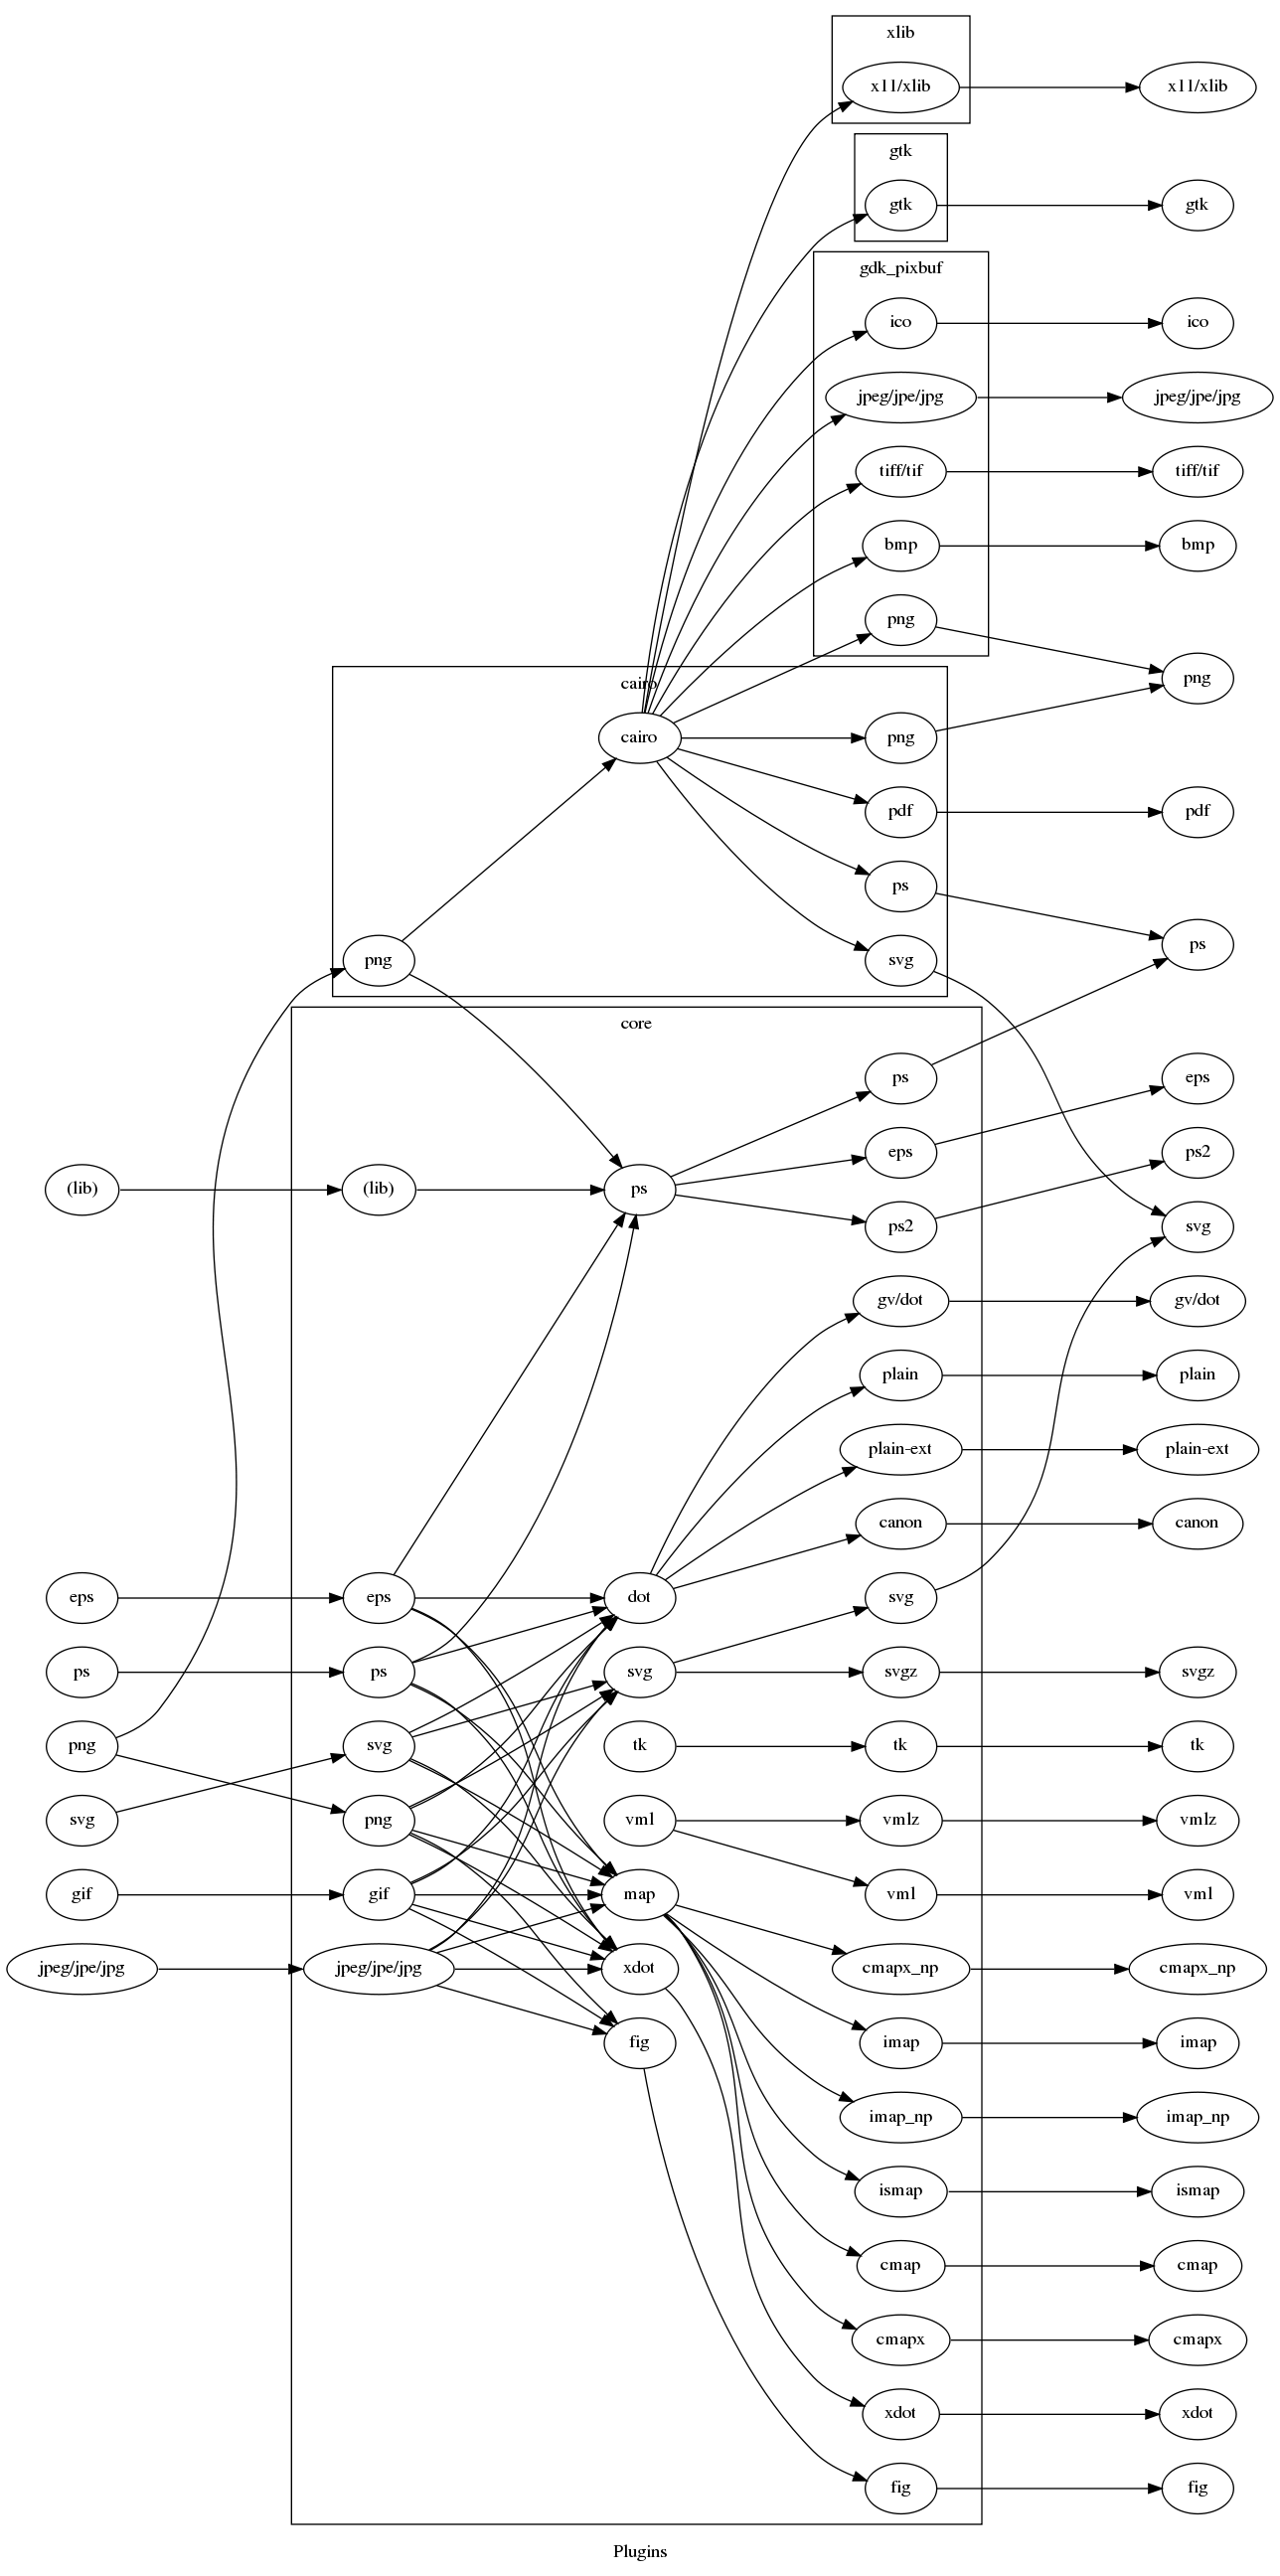 xlib
x11/xlib
x11/xlib
gtk
gtk
gtk
gdk_pixbuf
ico
ico
jpeg/jpe/jpg
jpeg/jpe/jpg
tiff/tif
tiff/tif
bmp
bmp
png
png
cairo
cairo
png
pdf
pdf
ps
ps
png
svg
core
ps
eps
eps
ps2
(lib)
(lib)
ps
ps2
svg
gv/dot
gv/dot
plain
plain
plain-ext
plain-ext
canon
canon
eps
eps
dot
svg
ps
ps
svg
svgz
svgz
png
svg
tk
tk
tk
svg
png
vml
vmlz
vmlz
gif
gif
map
vml
vml
jpeg/jpe/jpg
jpeg/jpe/jpg
xdot
cmapx_np
cmapx_np
fig
imap
imap
imap_np
imap_np
ismap
ismap
cmap
cmap
cmapx
cmapx
xdot
xdot
fig
fig
Plugins